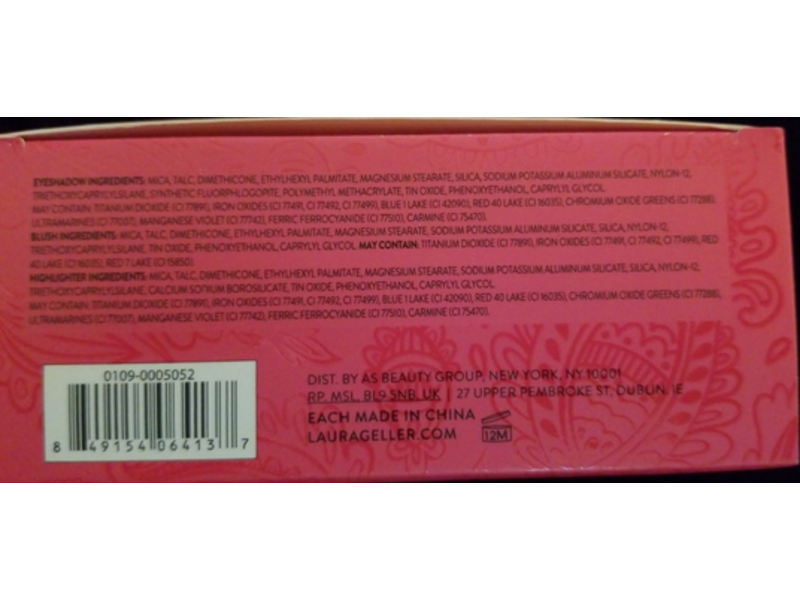 EYESHADOW INGREDIENTS: MICA, TALC, DIMETHICONE, ETHYLHEXYL PALMITATE, MAGNESIUM STEARATE, SILICA, SODIUM POTASSIUM ALUMINUM SILICATE, NYLON-12,
TRIETHOXYCAPRYLYLSILANE, SYNTHETIC FLUORPHLOGOPITE, POLYMETHYL METHACRYLATE, TIN OXIDE, PHENOXYETHANOL, CAPRYLYL GLYCOL.
MAY CONTAIN: TITANIUM DIOXIDE (CI 77891), IRON OXIDES (CI 77491, CI 77492, CI 77499), BLUE 1 LAKE (CI 42090), RED 40 LAKE (CI 16035), CHROMIUM OXIDE GREENS (CI 77288),
ULTRAMARINES (CI 77007), MANGANESE VIOLET (CI 77742), FERRIC FERROCYANIDE (CI 77510), CARMINE (CI 75470).
BLUSH INGREDIENTS: MICA, TALC, DIMETHICONE, ETHYLHEXYL PALMITATE, MAGNESIUM STEARATE, SODIUM POTASSIUM ALUMINUM SILICATE, SILICA, NYLON-12,
TRIETHOXYCAPRYLYLSILANE, TIN OXIDE, PHENOXYETHANOL, CAPRYLYL GLYCOL. MAY CONTAIN: TITANIUM DIOXIDE (CI 77891), IRON OXIDES (CI 77491, CI 77492, CI 77499), RED
40 LAKE (CI 16035), RED 7 LAKE (CI 15850).
HIGHLIGHTER INGREDIENTS: MICA, TALC, DIMETHICONE, ETHYLHEXYL PALMITATE, MAGNESIUM STEARATE, SODIUM POTASSIUM ALUMINUM SILICATE, SILICA, NYLON-12,
TRIETHOXYCAPRYLYLSILANE, CALCIUM SODIUM BOROSILICATE, TIN OXIDE, PHENOXYETHANOL, CAPRYLYL GLYCOL.
MAY CONTAIN: TITANIUM DIOXIDE (CI 77891), IRON OXIDES (CI 77491, CI 77492, CI 77499), BLUE 1 LAKE (CI 42090), RED 40 LAKE (CI 16035), CHROMIUM OXIDE GREENS (CI 77288),
ULTRAMARINES (CI 77007), MANGANESE VIOLET (CI 77742), FERRIC FERROCYANIDE (CI 77510), CARMINE (CI 75470).
0109-0005052
8 49154 06413 7
DIST. BY AS BEAUTY GROUP, NEW YORK, NY 10001
RP. MSL. BL9 5NB, UK | 27 UPPER PEMBROKE ST, DUBLIN. IE
EACH MADE IN CHINA
LAURAGELLER.COM
12M